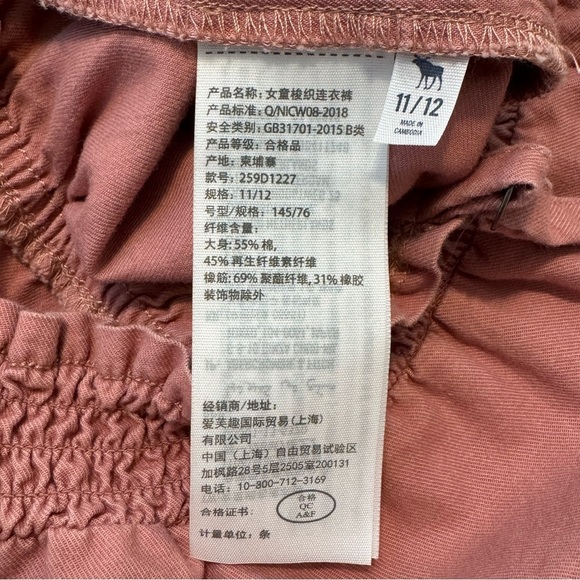 产品名称: 女童梭织连衣裤
产品标准: Q/NICW08-2018
安全类别: GB31701-2015 B类
产品等级: 合格品
产地: 柬埔寨
款号: 259D1227
规格: 11/12
号型/规格: 145/76
纤维含量:
大身: 55% 棉,
45% 再生纤维素纤维
橡筋: 69% 聚酯纤维, 31% 橡胶
装饰物除外
经销商/地址:
爱芙趣国际贸易(上海)
有限公司
中国(上海)自由贸易试验区
加枫路28号5层2505室200131
电话: 10-800-712-3169
合格证书:
合格
QC
A&F
计量单位: 条
11/12
MADE IN
CAMBODIA